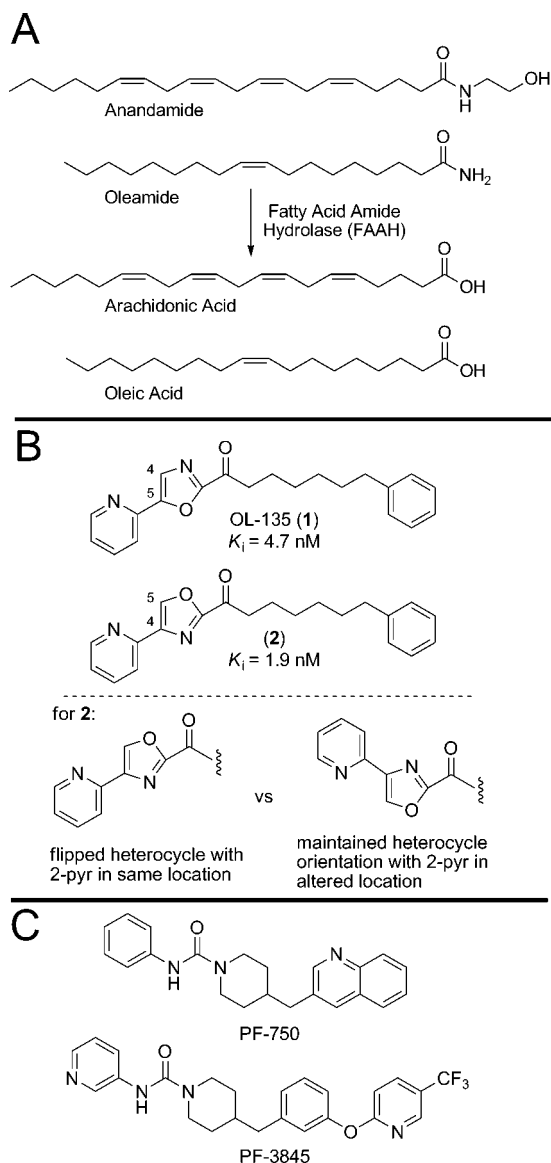 A
O
N
H
OH
Anandamide
O
NH2
Oleamide
Fatty Acid Amide
Hydrolase (FAAH)
O
OH
Arachidonic Acid
O
OH
Oleic Acid
B
O
4
N
5
N
O
OL-135 (1)
Ki = 4.7 nM
O
5
O
N
4
N
(2)
Ki = 1.9 nM
for 2:
O
O
N
N
vs
O
N
N
O
flipped heterocycle with
2-pyr in same location
maintained heterocycle
orientation with 2-pyr in
altered location
C
O
N
H
N
N
PF-750
O
N
N
H
N
O
N
CF3
PF-3845